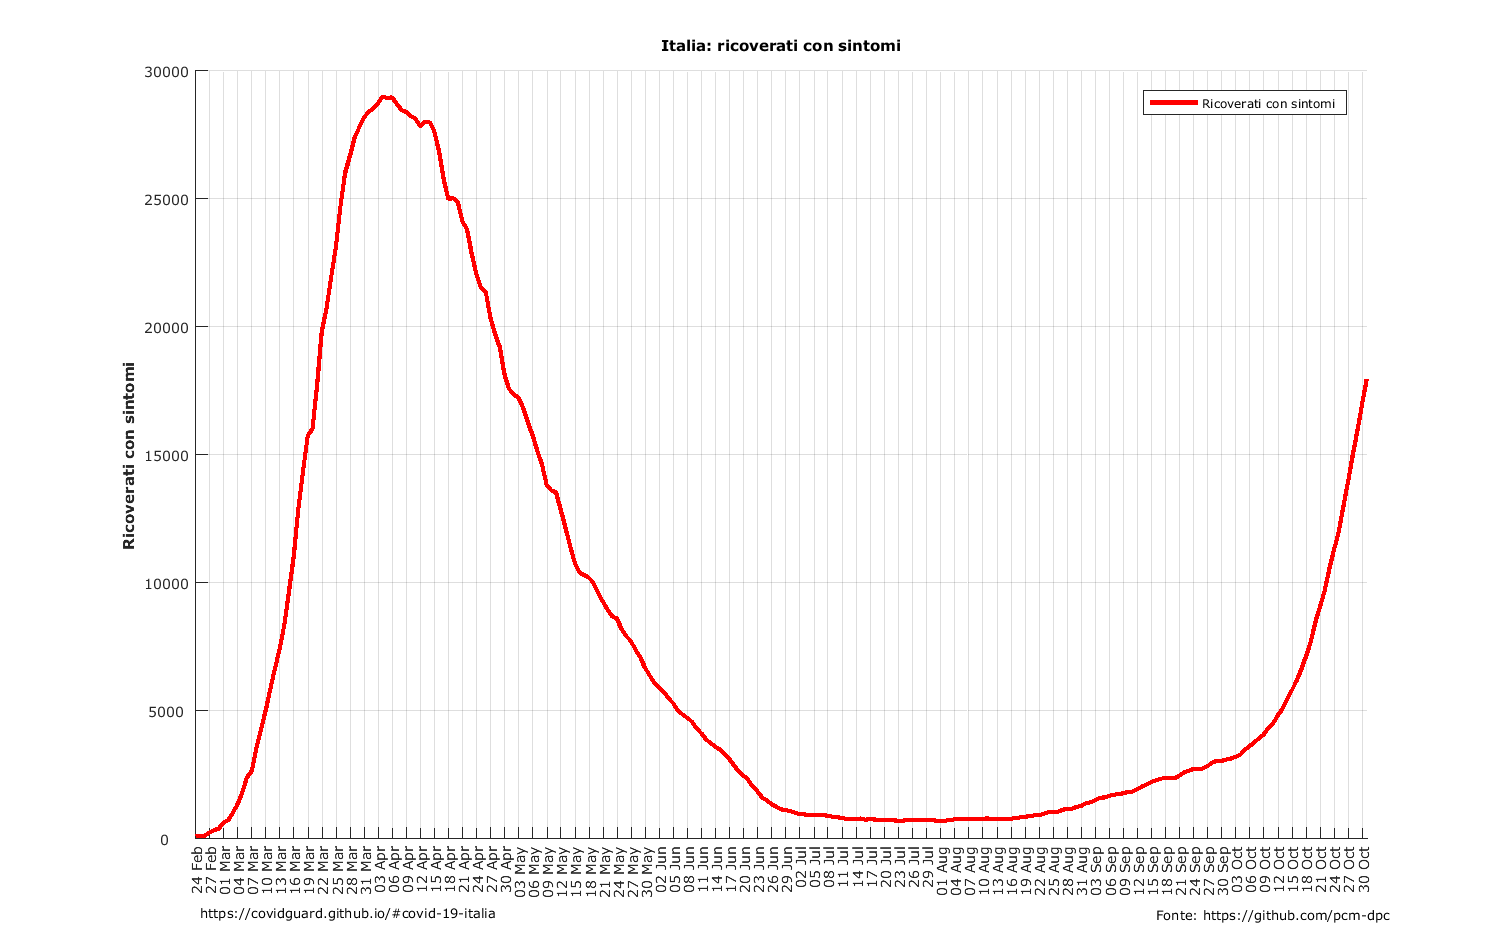 Italia: ricoverati con sintomi
Ricoverati con sintomi
Ricoverati con sintomi
30000
25000
20000
15000
10000
5000
0
24 Feb
27 Feb
01 Mar
04 Mar
07 Mar
10 Mar
13 Mar
16 Mar
19 Mar
22 Mar
25 Mar
28 Mar
31 Mar
03 Apr
06 Apr
09 Apr
12 Apr
15 Apr
18 Apr
21 Apr
24 Apr
27 Apr
30 Apr
03 May
06 May
09 May
12 May
15 May
18 May
21 May
24 May
27 May
30 May
02 Jun
05 Jun
08 Jun
11 Jun
14 Jun
17 Jun
20 Jun
23 Jun
26 Jun
29 Jun
02 Jul
05 Jul
08 Jul
11 Jul
14 Jul
17 Jul
20 Jul
23 Jul
26 Jul
29 Jul
01 Aug
04 Aug
07 Aug
10 Aug
13 Aug
16 Aug
19 Aug
22 Aug
25 Aug
28 Aug
31 Aug
03 Sep
06 Sep
09 Sep
12 Sep
15 Sep
18 Sep
21 Sep
24 Sep
27 Sep
30 Sep
03 Oct
06 Oct
09 Oct
12 Oct
15 Oct
18 Oct
21 Oct
24 Oct
27 Oct
30 Oct
https://covidguard.github.io/#covid-19-italia
Fonte: https://github.com/pcm-dpc